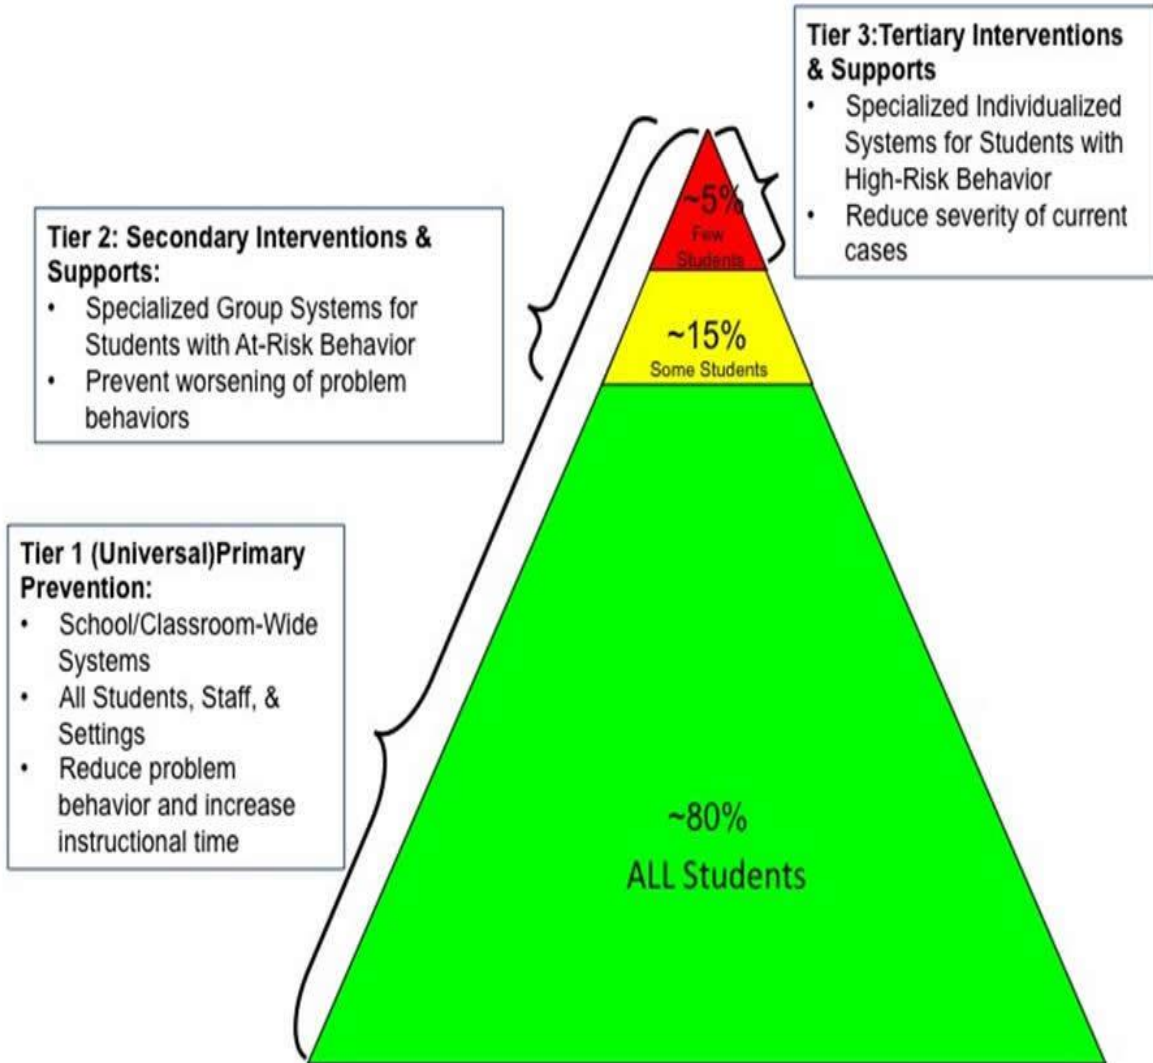 Tier 3:Tertiary Interventions
& Supports
• Specialized Individualized
Systems for Students with
High-Risk Behavior
• Reduce severity of current
cases
~5%
Few
Students
Tier 2: Secondary Interventions &
Supports:
• Specialized Group Systems for
Students with At-Risk Behavior
• Prevent worsening of problem
behaviors
~15%
Some Students
Tier 1 (Universal)Primary
Prevention:
• School/Classroom-Wide
Systems
• All Students, Staff, &
Settings
• Reduce problem
behavior and increase
instructional time
~80%
ALL Students